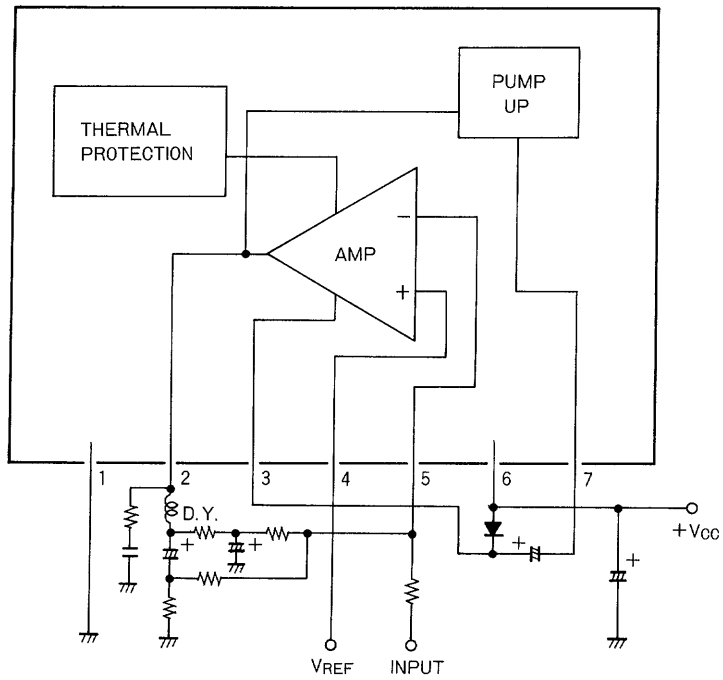 PUMP
UP
THERMAL
PROTECTION
−
AMP
+
1 2 3 4 5 6 7
D.Y.
+ + + +
+VCC
VREF INPUT